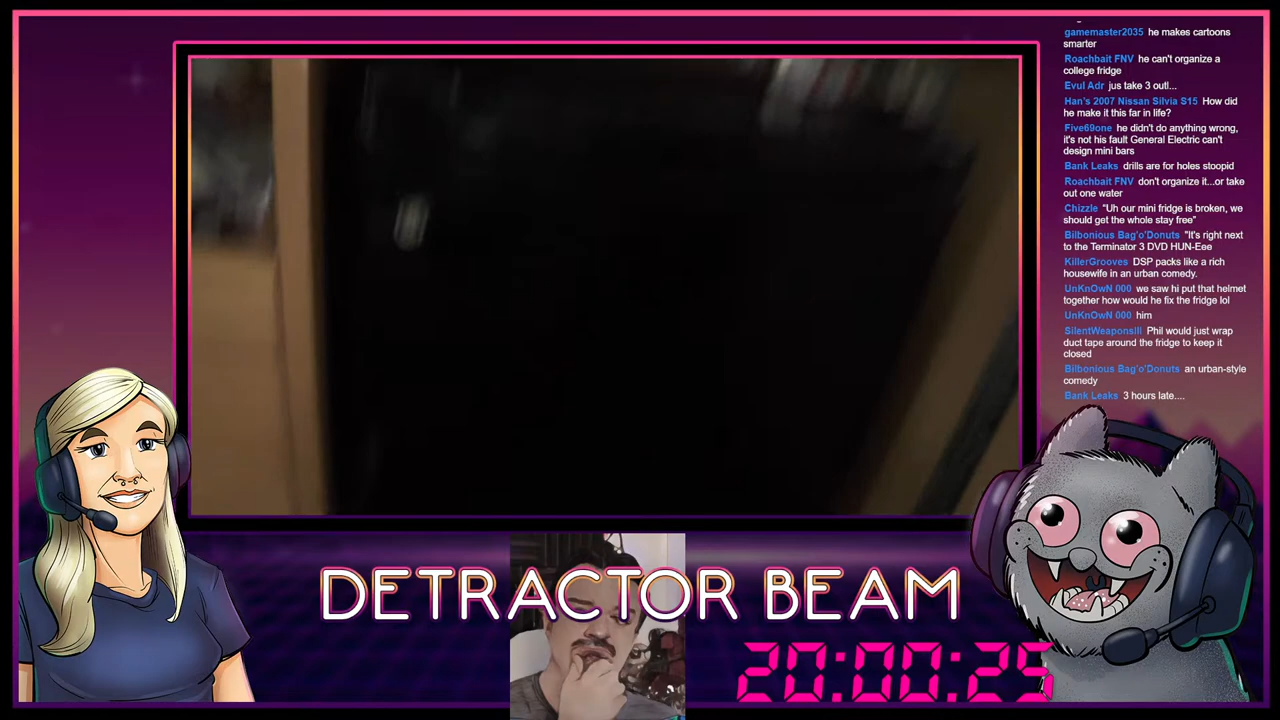 gamemaster2035 he makes cartoons
smarter
Roachbait FNV he can't organize a
college fridge
Evul Adr jus take 3 out!...
Han's 2007 Nissan Silvia S15 How did
he make it this far in life?
Five69one he didn't do anything wrong,
it's not his fault General Electric can't
design mini bars
Bank Leaks drills are for holes stoopid
Roachbait FNV don't organize it...or take
out one water
Chizzle "Uh our mini fridge is broken, we
should get the whole stay free"
Bilbonious Bag'o'Donuts "It's right next
to the Terminator 3 DVD HUN-Eee
KillerGrooves DSP packs like a rich
housewife in an urban comedy.
UnKnOwN 000 we saw hi put that helmet
together how would he fix the fridge lol
UnKnOwN 000 him
SilentWeaponsIII Phil would just wrap
duct tape around the fridge to keep it
closed
Bilbonious Bag'o'Donuts an urban-style
comedy
Bank Leaks 3 hours late....
DETRACTOR BEAM
20:00:25